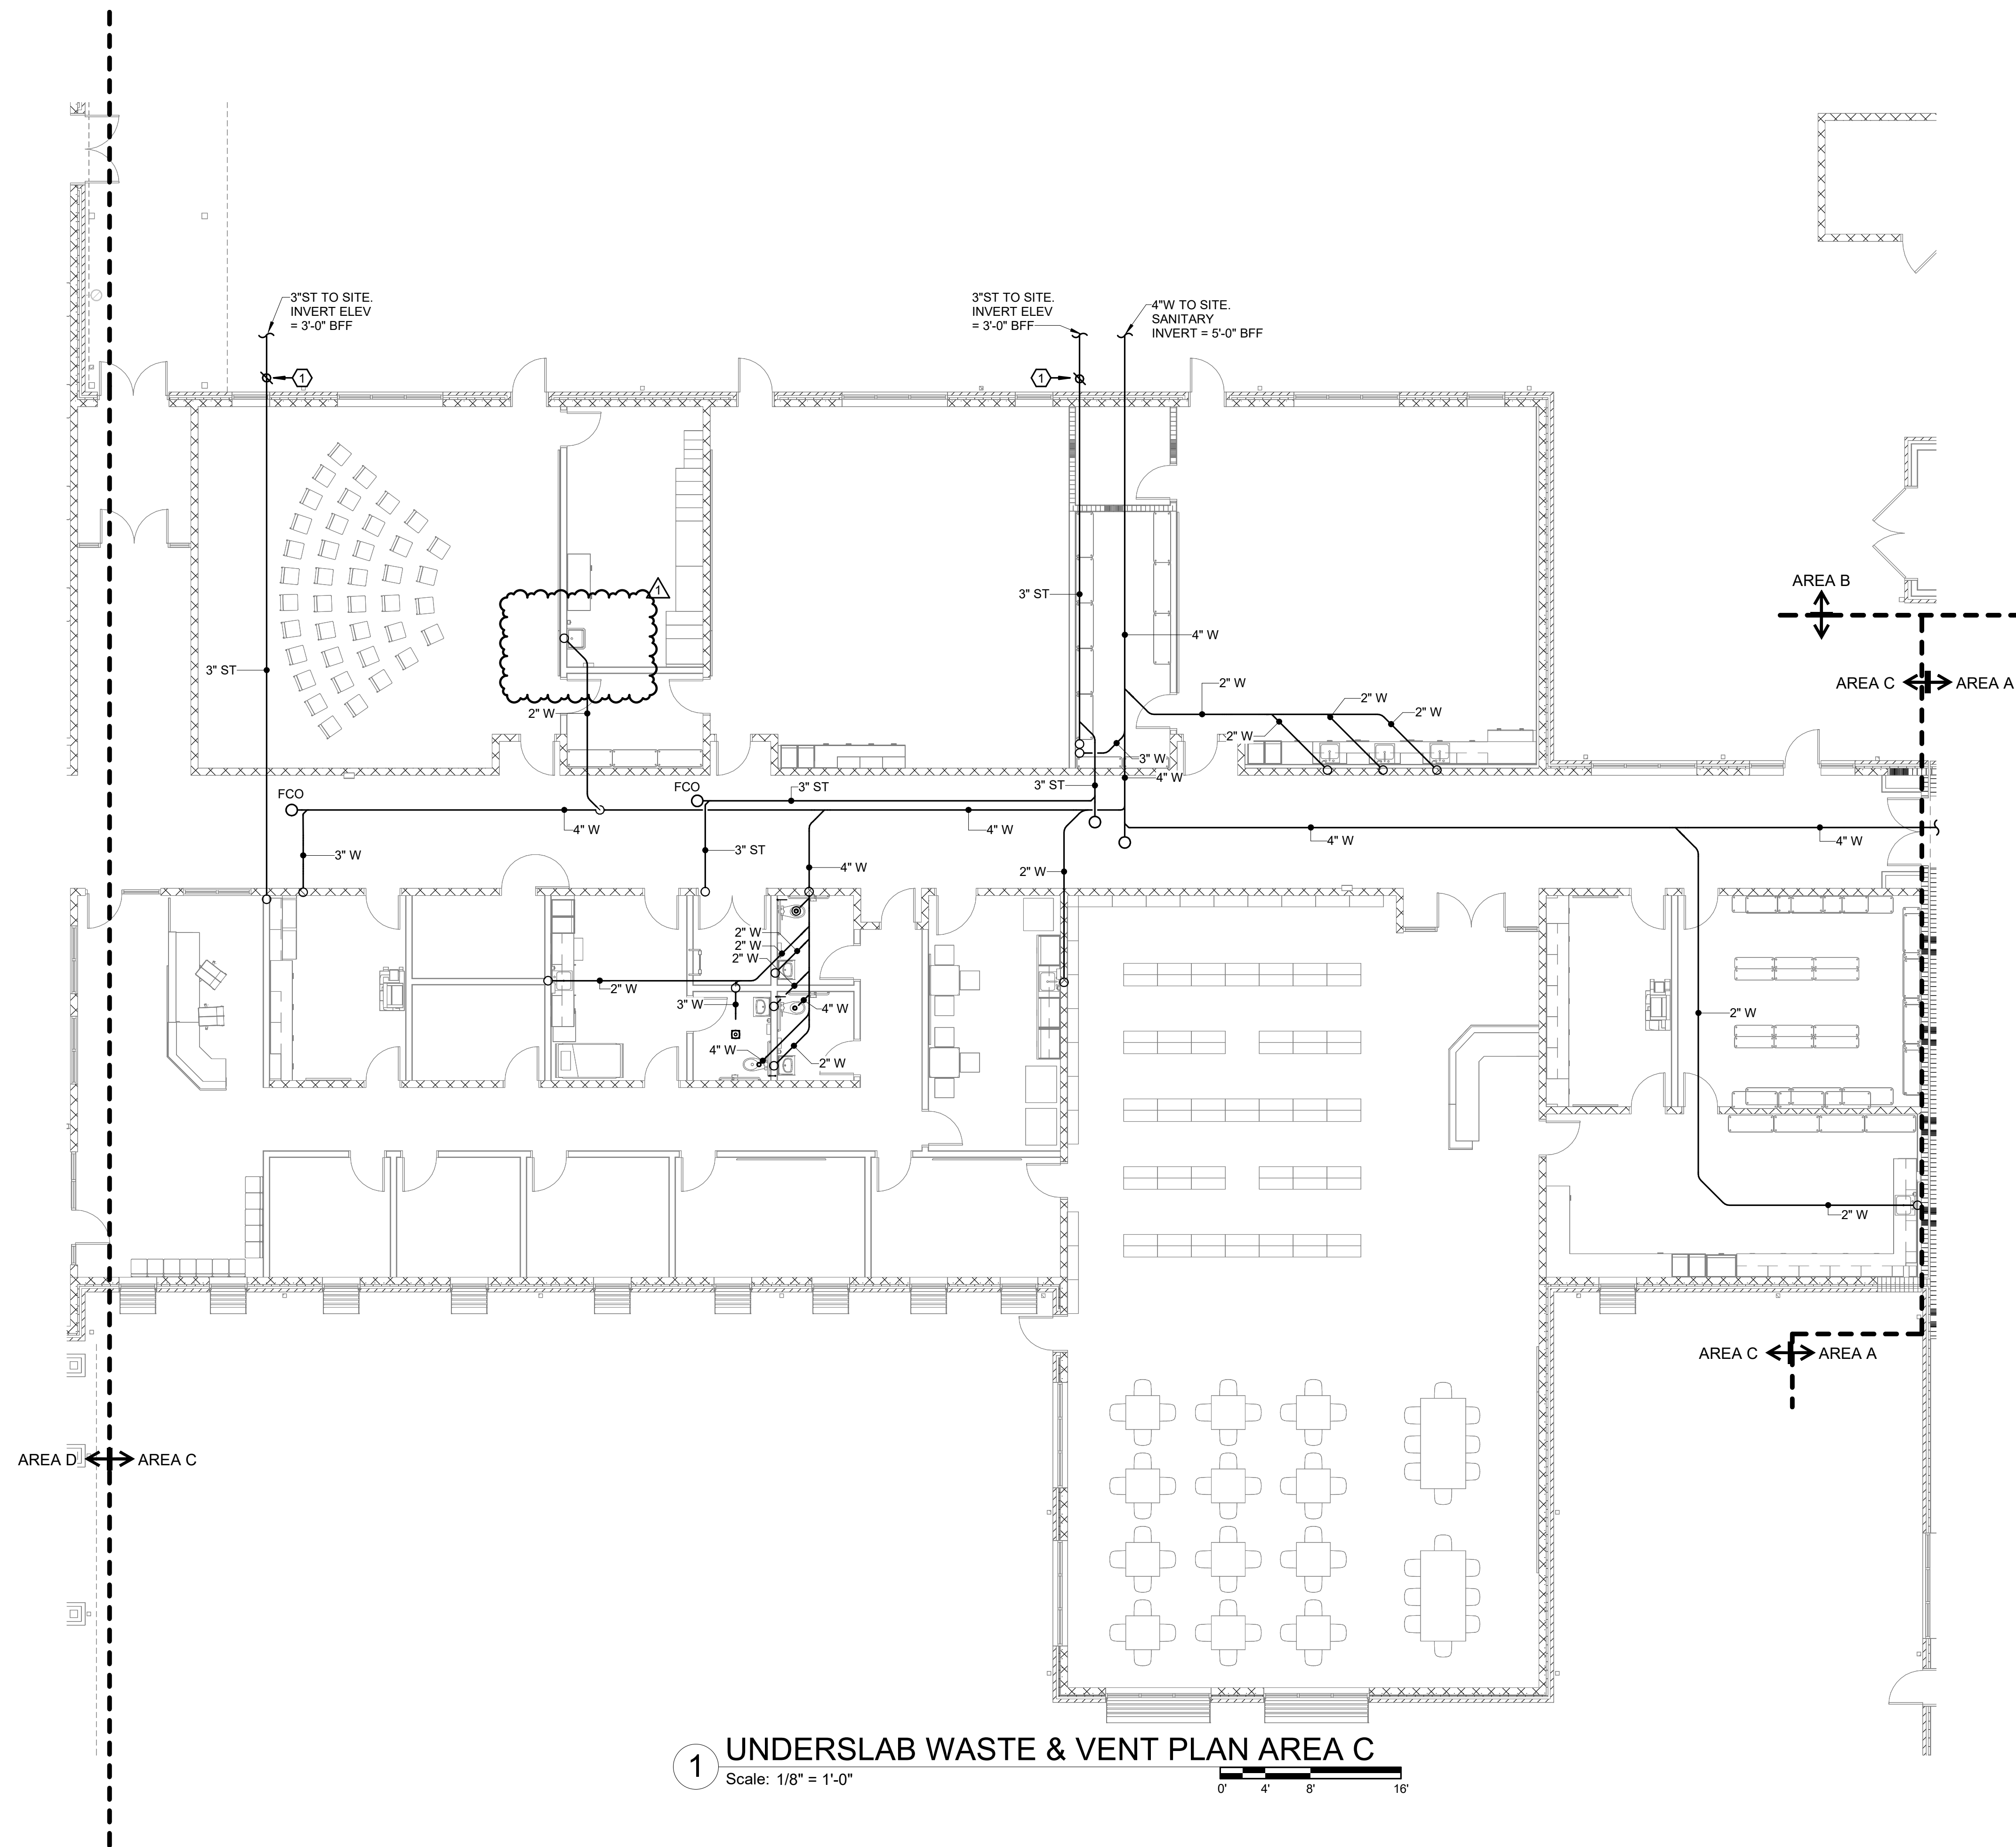 3"ST TO SITE.
INVERT ELEV
= 3'-0" BFF
3"ST TO SITE.
INVERT ELEV
= 3'-0" BFF
4"W TO SITE.
SANITARY
INVERT = 5'-0" BFF
1
1
1
AREA B
3" ST
4" W
3" ST
AREA C
AREA A
2" W
2" W
2" W
2" W
2" W
3" W
4" W
3" ST
FCO
FCO
3" ST
4" W
4" W
4" W
4" W
3" W
3" ST
4" W
2" W
2" W
2" W
2" W
2" W
3" W
4" W
2" W
4" W
2" W
2" W
AREA C
AREA A
AREA D
AREA C
1
UNDERSLAB WASTE & VENT PLAN AREA C
Scale: 1/8" = 1'-0"
0'
4'
8'
16'